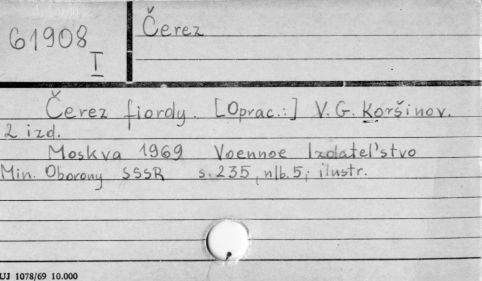 61908
I
Čerez
Čerez fiordy. [Oprac.:] V. G. Koršinov.
2 izd.
Moskva 1969 Voennoe Izdatel'stvo
Min. Oborony SSSR s. 235, nlb. 5, ilustr.
UJ 1078/69 10.000